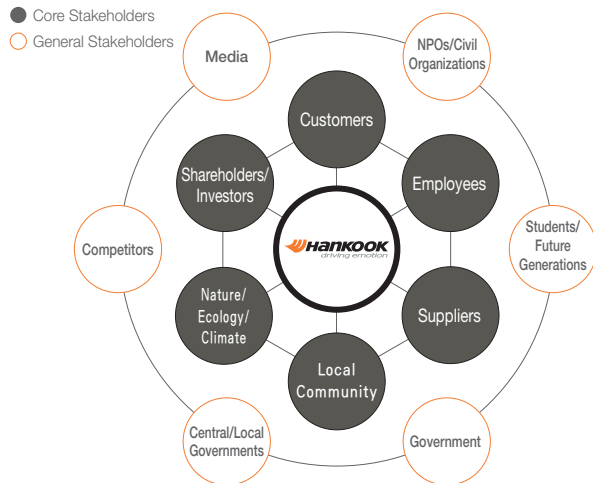 Core Stakeholders
General Stakeholders
Media
NPOs/Civil
Organizations
Customers
Shareholders/
Investors
Employees
HANKOOK
driving emotion
Competitors
Students/
Future
Generations
Nature/
Ecology/
Climate
Suppliers
Local
Community
Central/Local
Governments
Government